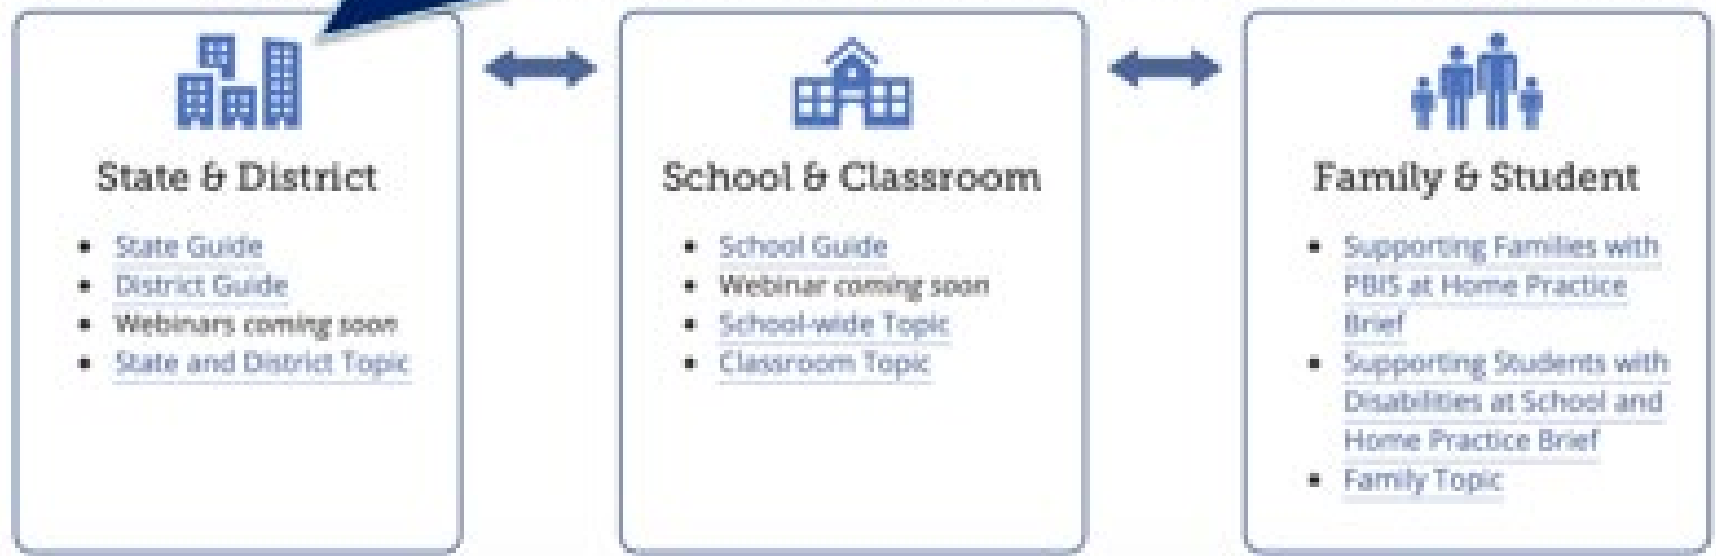 State & District
State Guide
District Guide
Webinars coming soon
State and District Topic
School & Classroom
School Guide
Webinar coming soon
School-wide Topic
Classroom Topic
Family & Student
Supporting Families with
PBIS at Home Practice
Brief
Supporting Students with
Disabilities at School and
Home Practice Brief
Family Topic